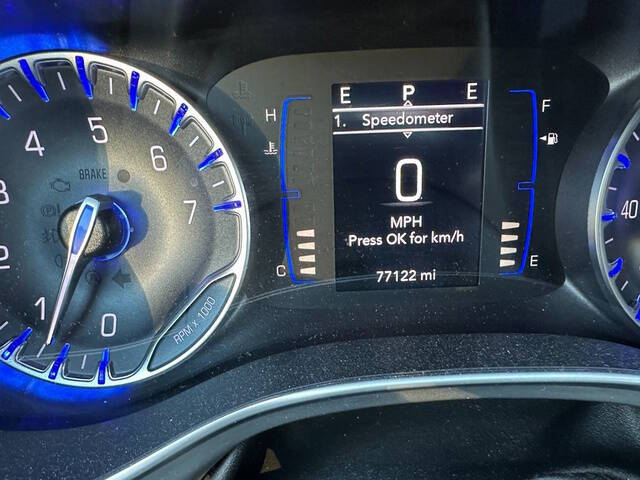 E P E
1. Speedometer
0
MPH
Press OK for km/h
77122 mi
H
C
F
E
0
1
4
5
6
7
BRAKE
RPM x 1000
40